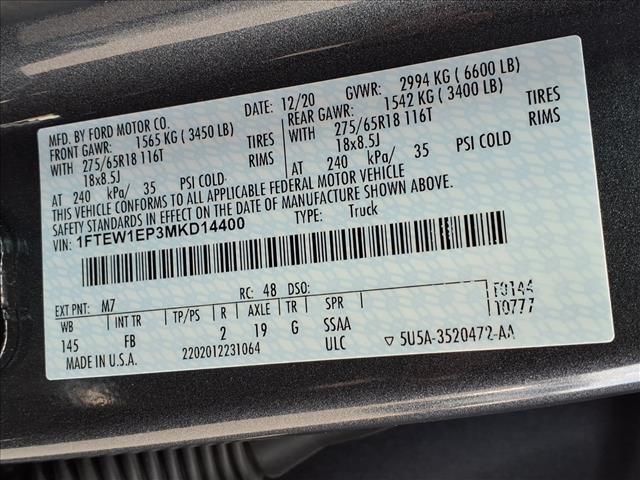 MFD. BY FORD MOTOR CO. DATE: 12/20 GVWR: 2994 KG ( 6600 LB)
FRONT GAWR: 1565 KG ( 3450 LB) REAR GAWR: 1542 KG ( 3400 LB)
WITH 275/65R18 116T TIRES WITH 275/65R18 116T TIRES
18x8.5J RIMS 18x8.5J RIMS
AT 240 kPa/ 35 PSI COLD AT 240 kPa/ 35 PSI COLD
THIS VEHICLE CONFORMS TO ALL APPLICABLE FEDERAL MOTOR VEHICLE
SAFETY STANDARDS IN EFFECT ON THE DATE OF MANUFACTURE SHOWN ABOVE.
VIN: 1FTEW1EP3MKD14400 TYPE: Truck
EXT PNT: M7 RC: 48 DSO:
WB INT TR TP/PS R AXLE TR SPR
145 FB 2 19 G SSAA
MADE IN U.S.A. 2202012231064 ULC
10777
5U5A-3520472-AA